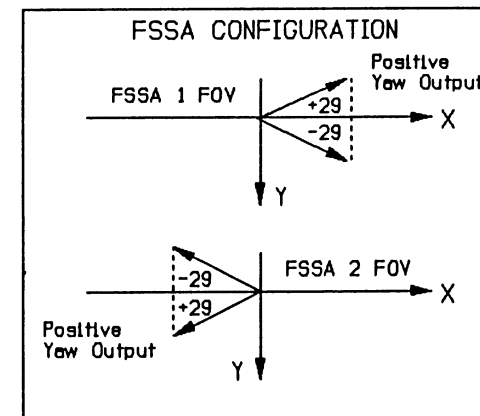 FSSA CONFIGURATION
Positive
Yaw Output
FSSA 1 FOV
+29
-29
X
Y
FSSA 2 FOV
-29
+29
X
Positive
Yaw Output
Y